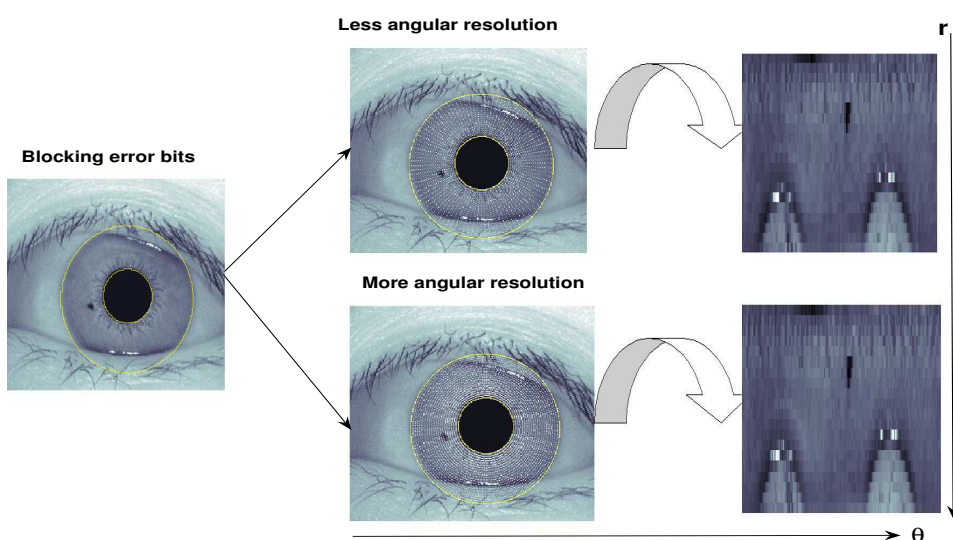 Less angular resolution
r
Blocking error bits
More angular resolution
θ